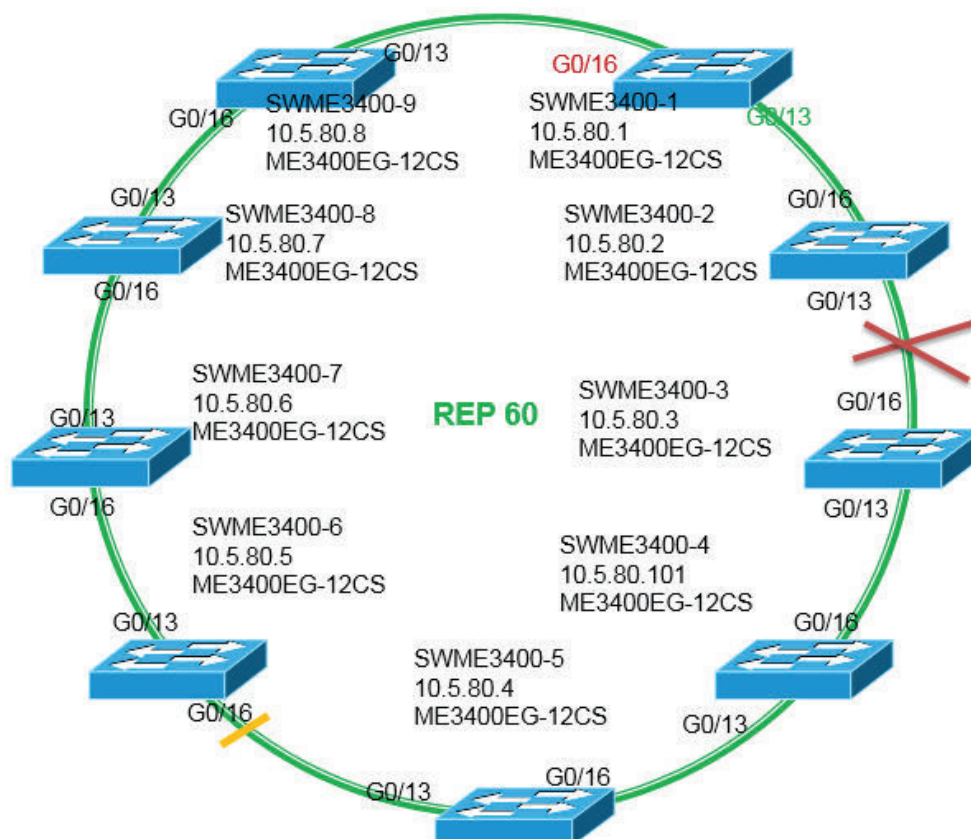 G0/13
G0/16
SWME3400-9
10.5.80.8
ME3400EG-12CS
G0/16
SWME3400-1
10.5.80.1
ME3400EG-12CS
G0/13
G0/13
SWME3400-8
10.5.80.7
ME3400EG-12CS
G0/16
SWME3400-2
10.5.80.2
ME3400EG-12CS
G0/16
G0/13
SWME3400-7
10.5.80.6
ME3400EG-12CS
G0/13
G0/16
REP 60
SWME3400-3
10.5.80.3
ME3400EG-12CS
G0/16
G0/13
SWME3400-6
10.5.80.5
ME3400EG-12CS
G0/13
G0/16
SWME3400-4
10.5.80.101
ME3400EG-12CS
G0/16
G0/13
SWME3400-5
10.5.80.4
ME3400EG-12CS
G0/13
G0/16